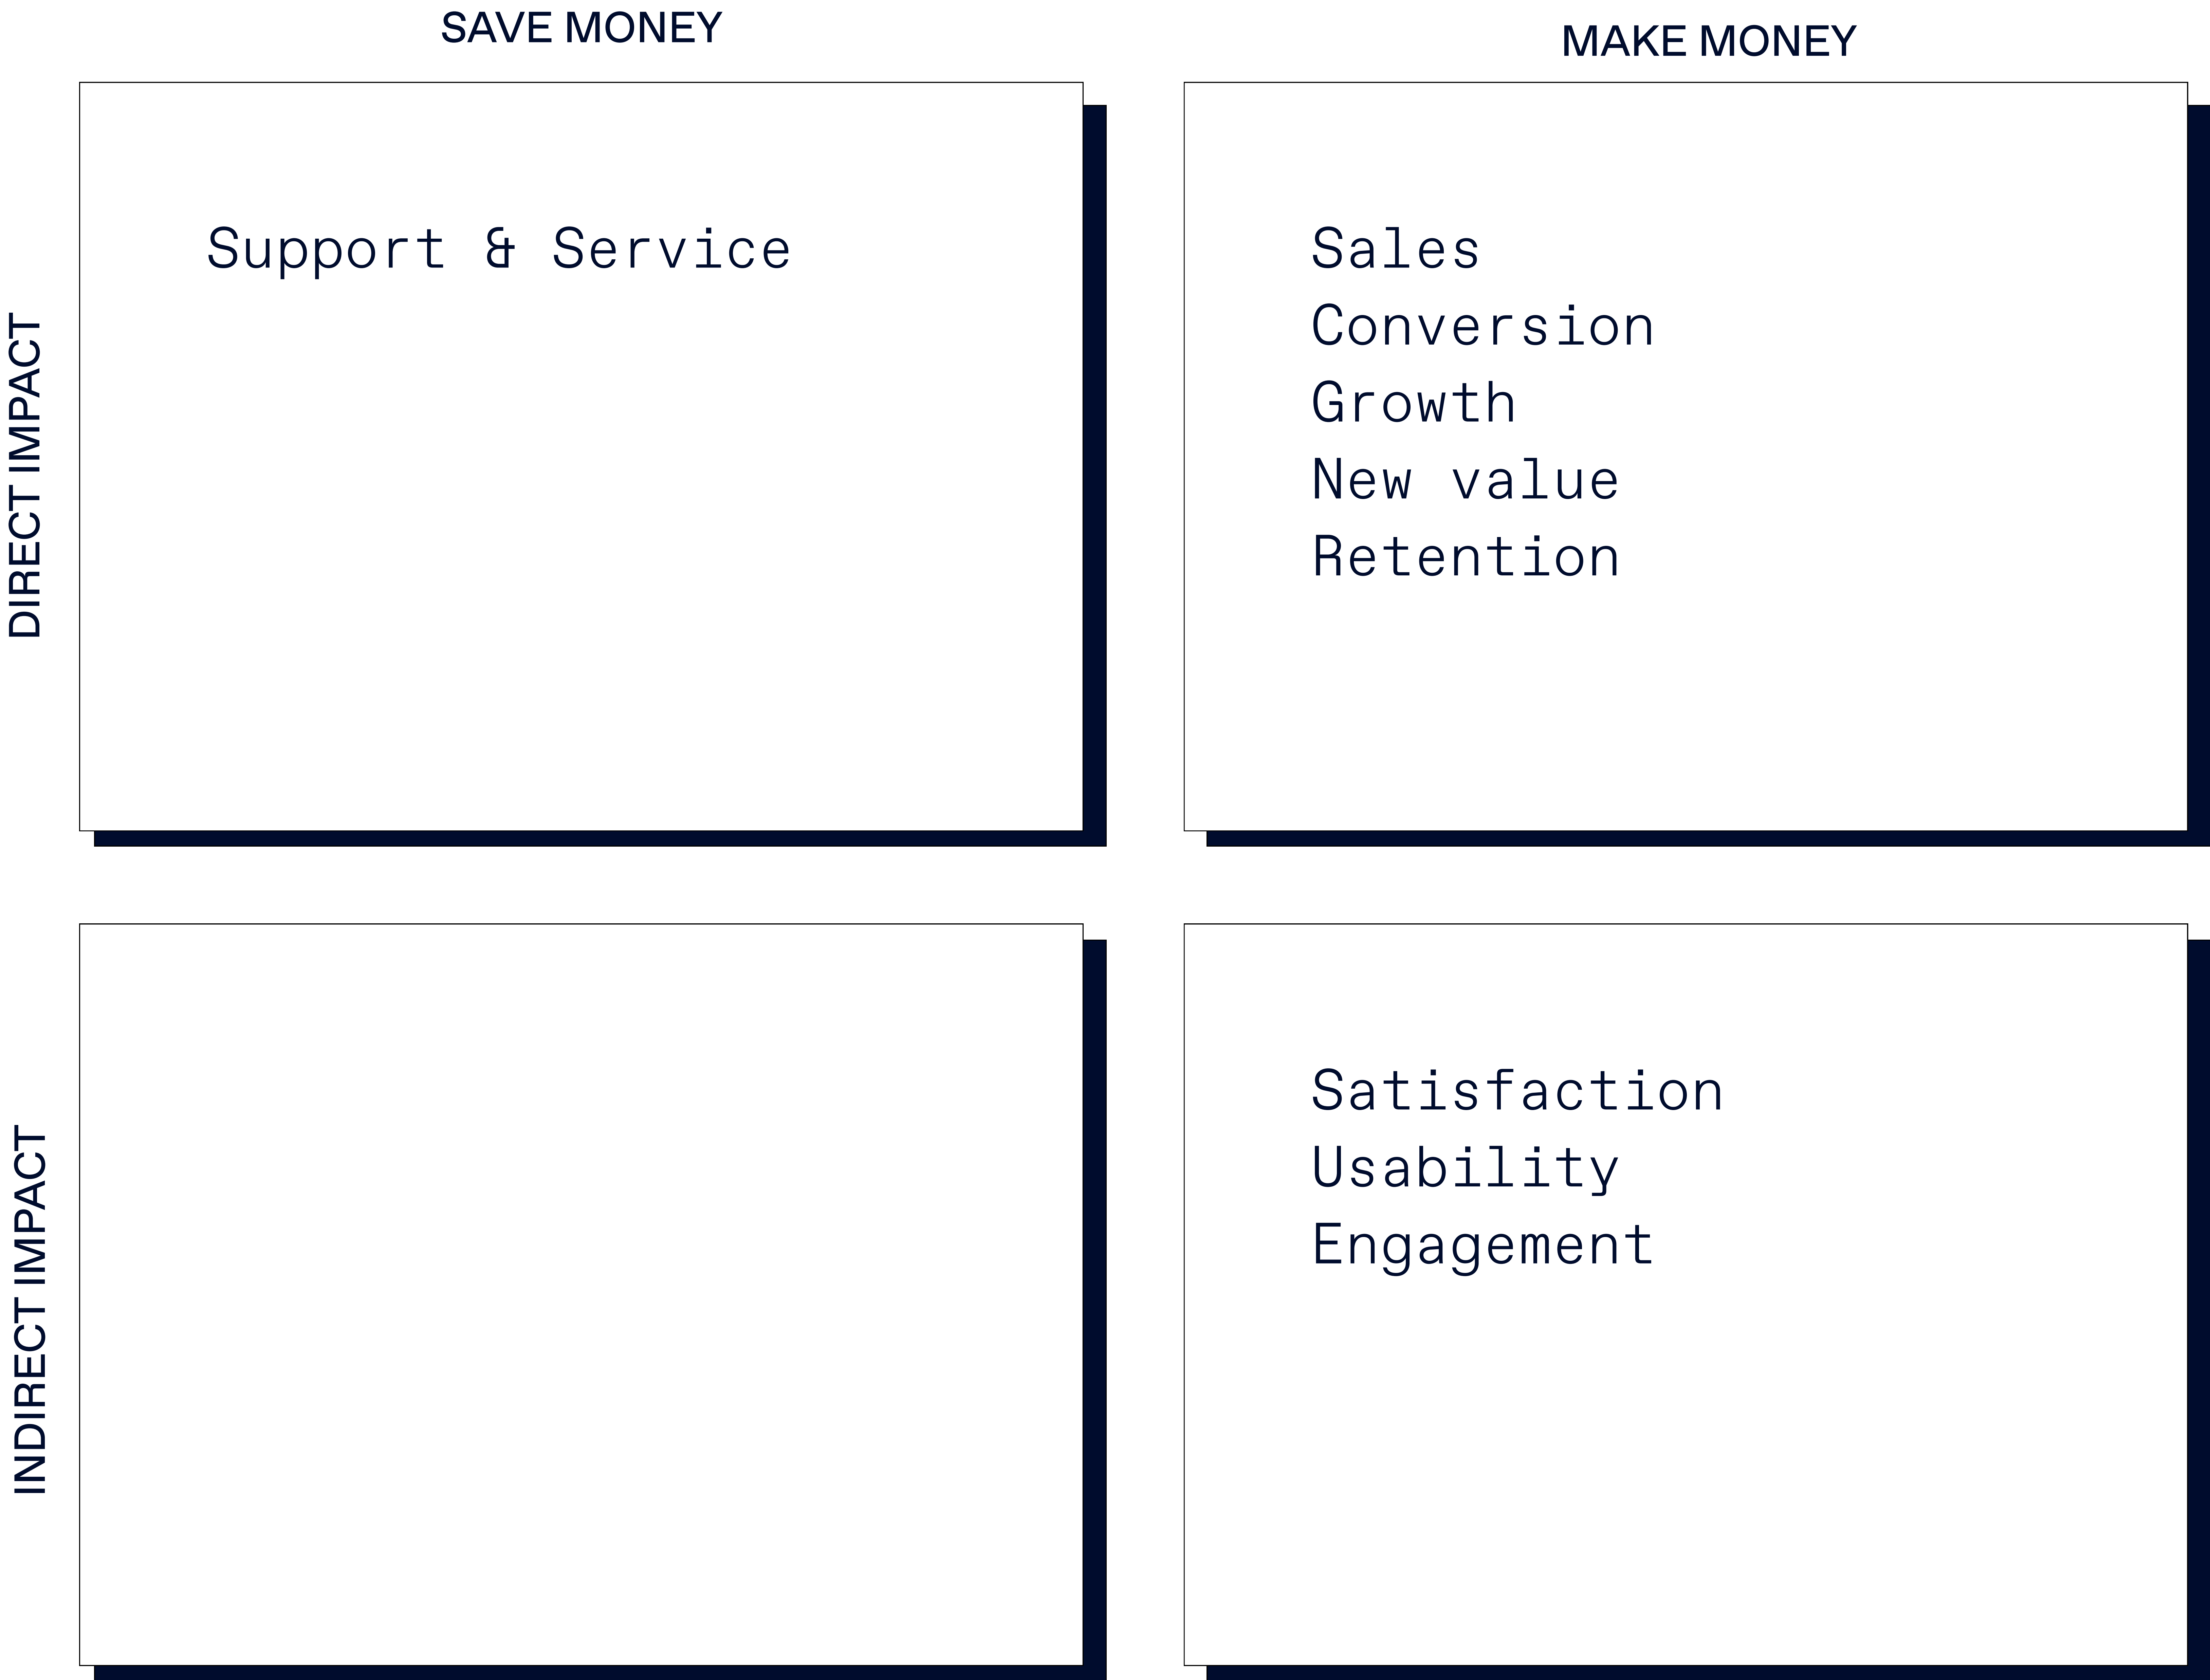 SAVE MONEY
MAKE MONEY
DIRECT IMPACT
Support & Service
Sales
Conversion
Growth
New value
Retention
INDIRECT IMPACT
Satisfaction
Usability
Engagement